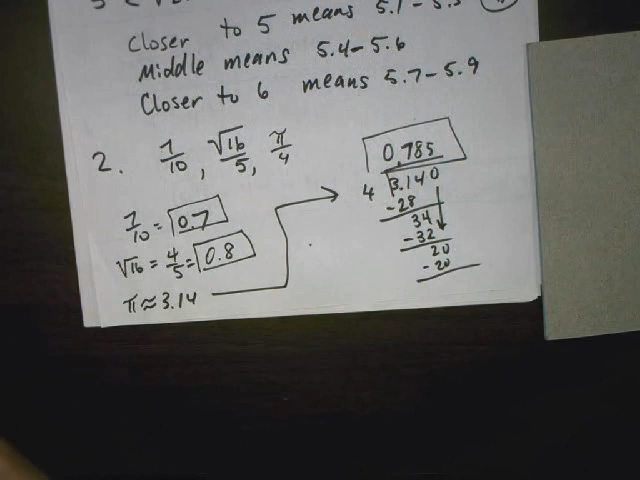 Closer to 5 means 5.1-5.3
Middle means 5.4-5.6
Closer to 6 means 5.7-5.9
2. 7/10, √16/5, π/4
7/10 = 0.7
√16 = 4/5 = 0.8
π ≈ 3.14
0.785
4 3.140
-28
34
-32
20
-20